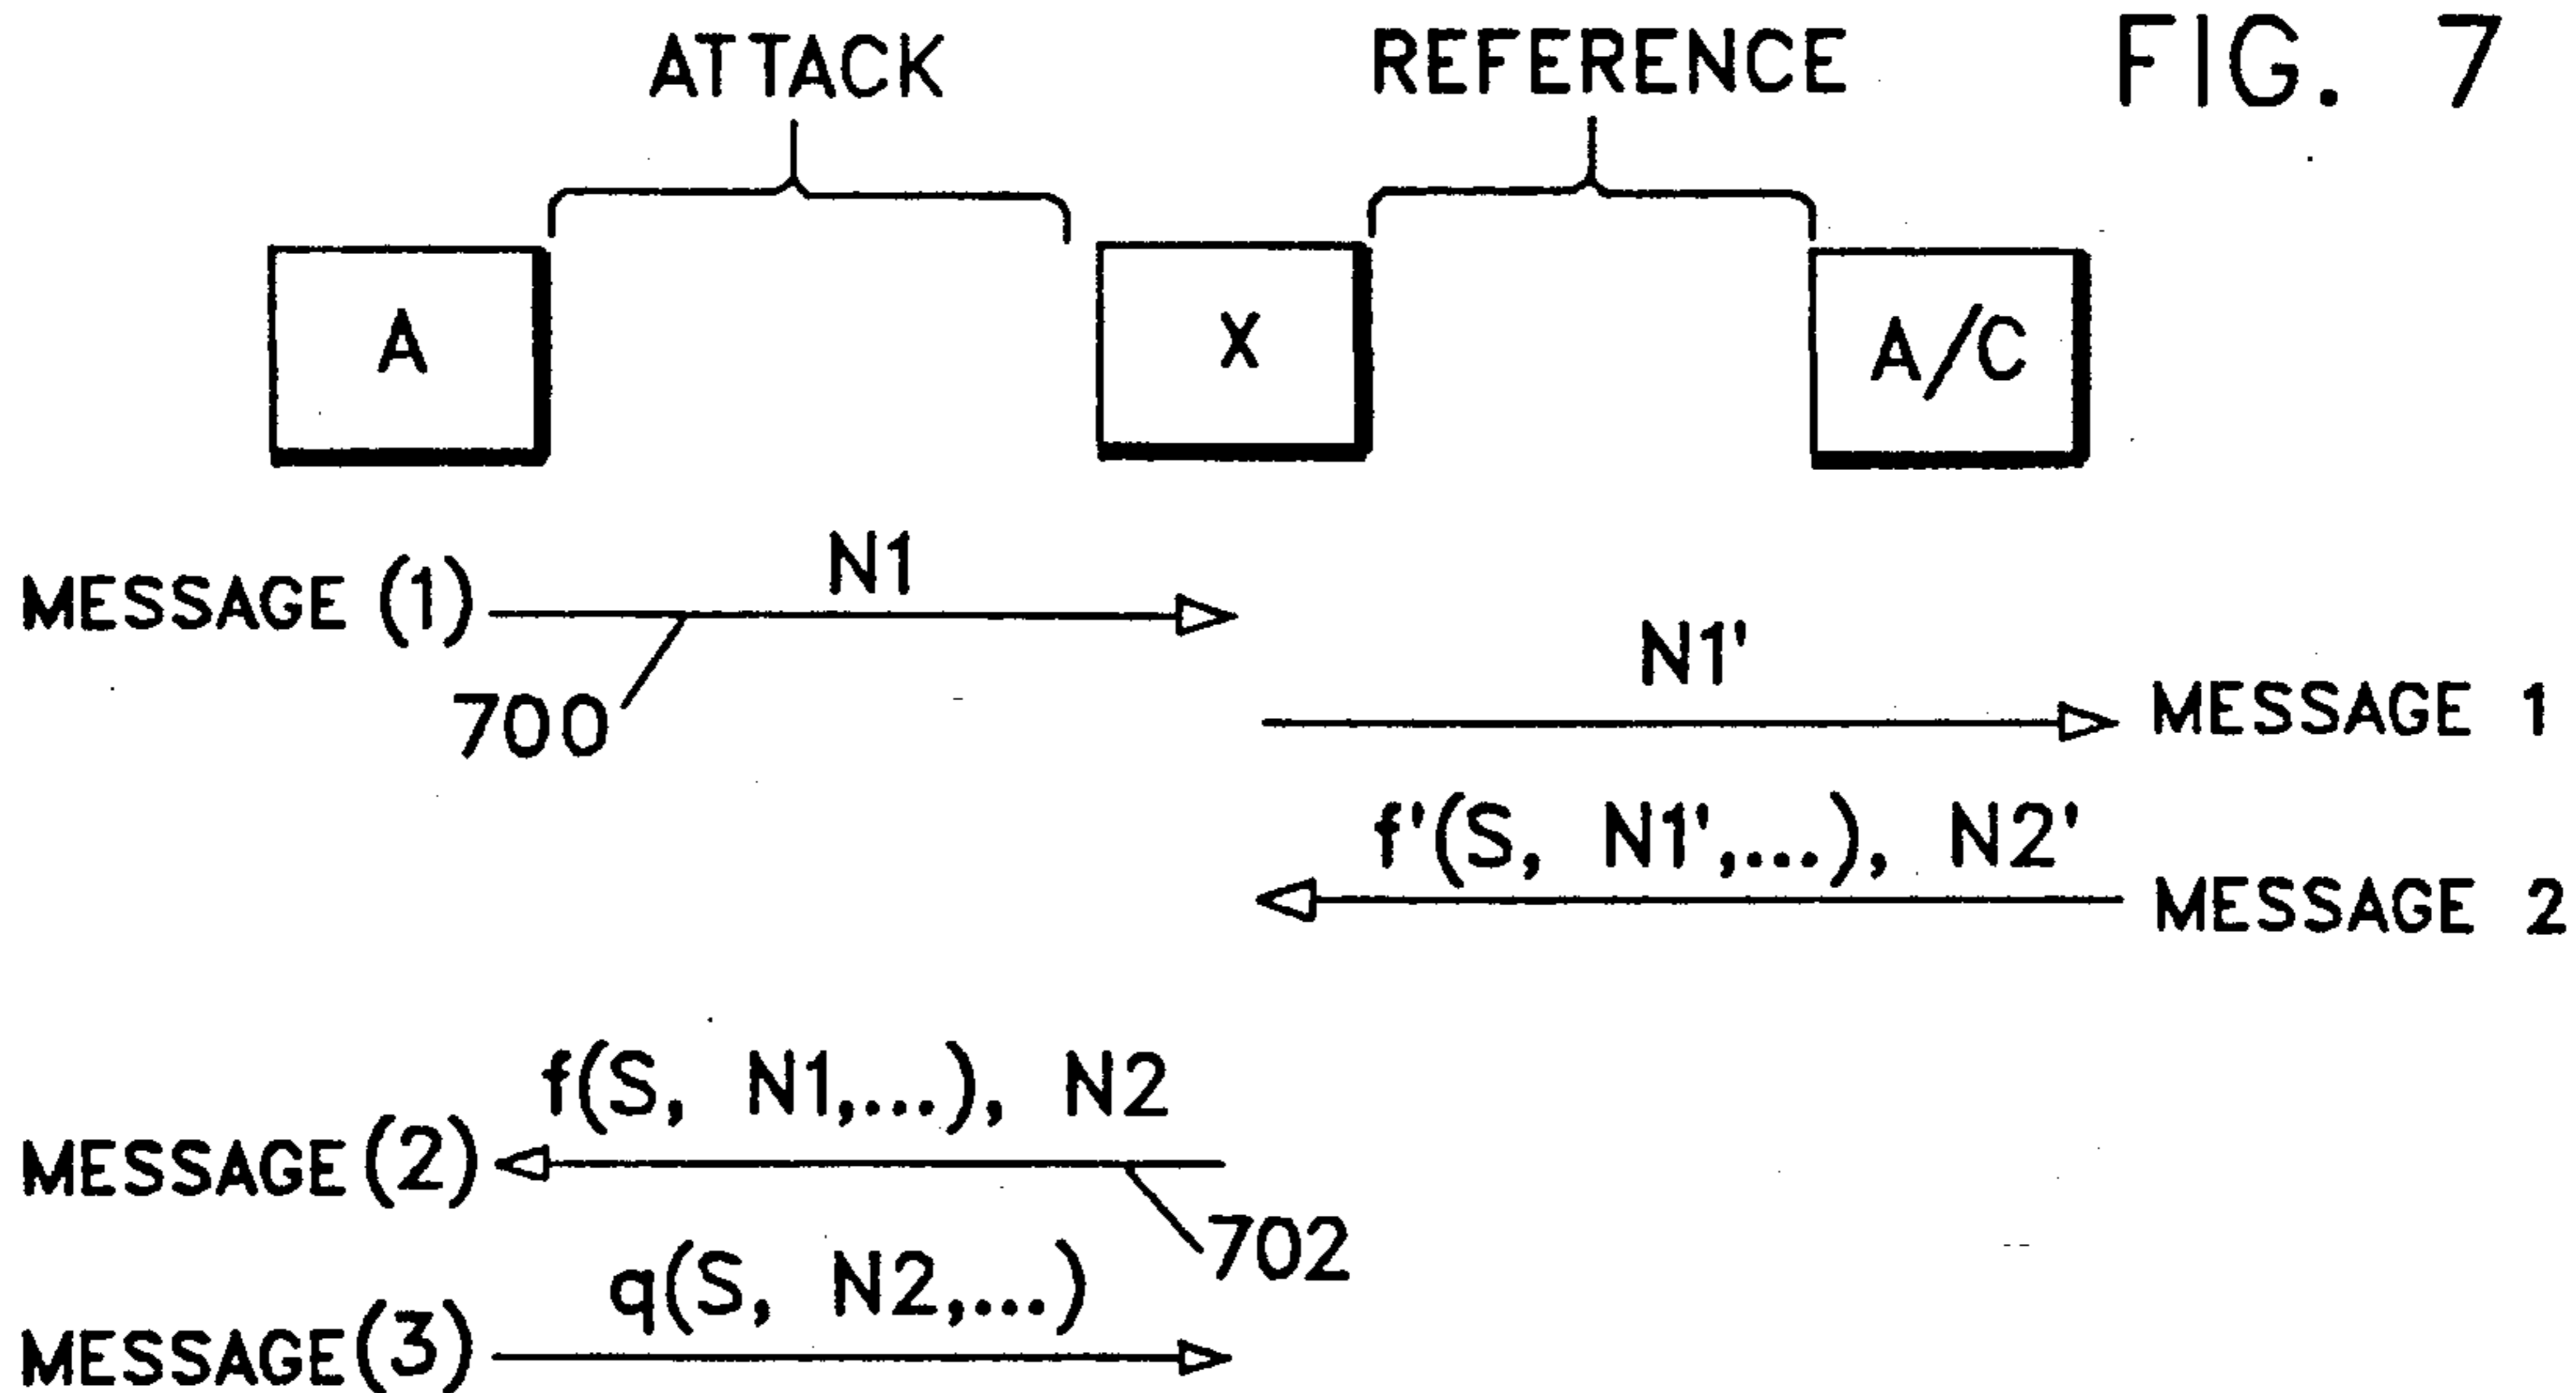 ATTACK REFERENCE FIG. 7
A X A/C
MESSAGE (1) N1
700
N1' MESSAGE 1
f'(S, N1',...), N2' MESSAGE 2
f(S, N1,...), N2
MESSAGE (2)
702
q(S, N2,...)
MESSAGE (3)